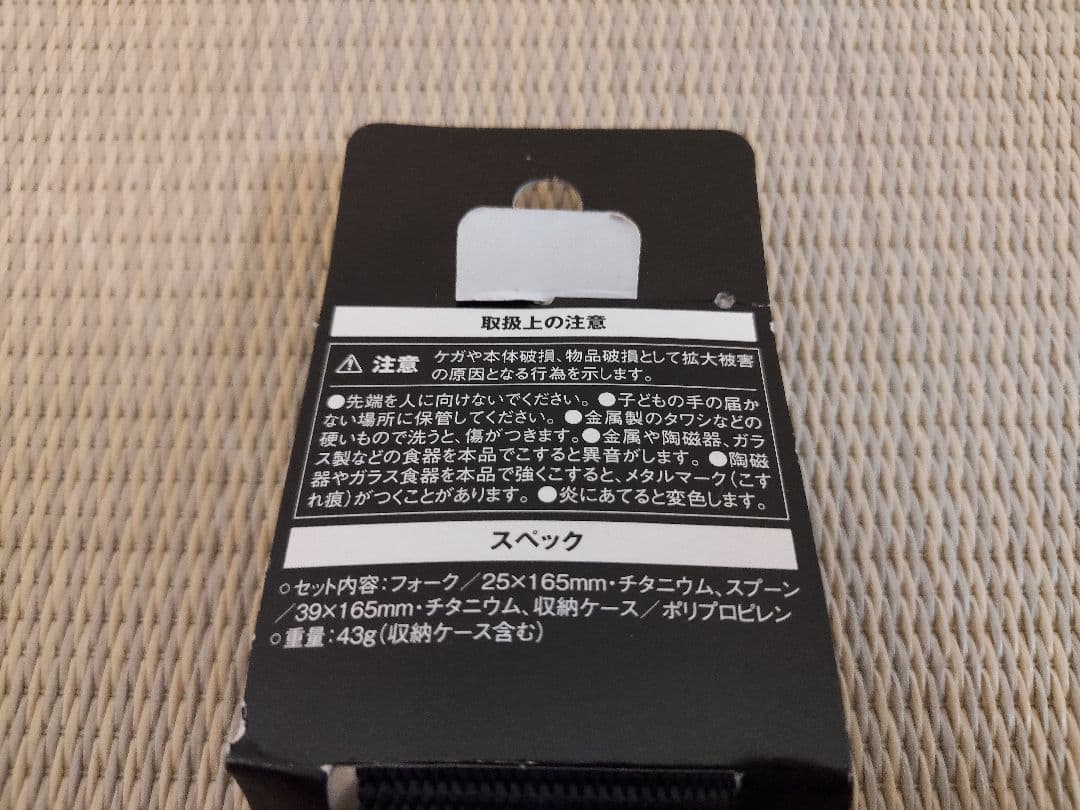 取扱上の注意
注意
ケガや本体破損、物品破損として拡大被害
の原因となる行為を示します。
●先端を人に向けないでください。●子どもの手の届か
ない場所に保管してください。●金属製のタワシなどの
硬いもので洗うと、傷がつきます。●金属や陶磁器、ガラ
ス製などの食器を本品でこすると異音がします。●陶磁
器やガラス食器を本品で強くこすると、メタルマーク(こす
れ痕)がつくことがあります。●炎にあてると変色します。
スペック
○セット内容:フォーク/25×165mm・チタニウム、スプーン
/39×165mm・チタニウム、収納ケース/ポリプロピレン
○重量:43g(収納ケース含む)